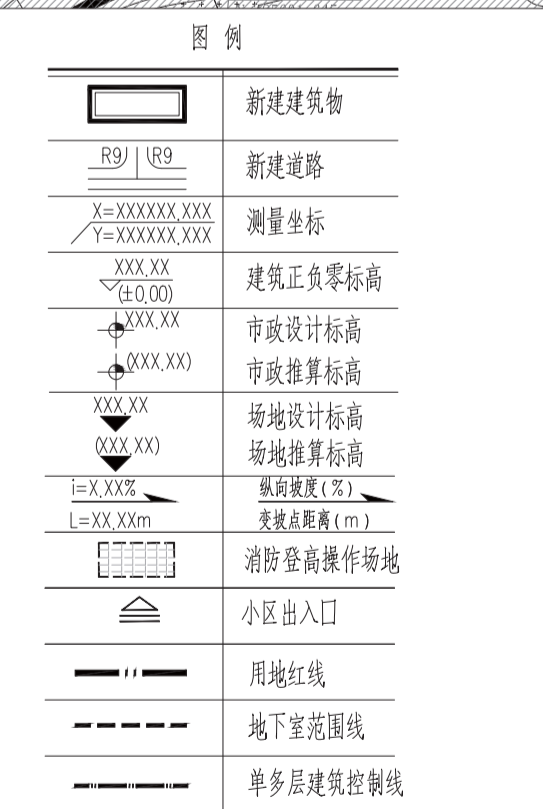 图 例
新建建筑物
R9 R9 新建道路
X=XXXXXX.XXX
Y=XXXXXX.XXX
测量坐标
XXX.XX
(±0.00)
建筑正负零标高
XXX.XX 市政设计标高
(XXX.XX) 市政推算标高
XXX.XX 场地设计标高
(XXX.XX) 场地推算标高
i=X.XX% 纵向坡度(%)
L=XX.XXm 变坡点距离(m)
消防登高操作场地
小区出入口
用地红线
地下室范围线
单多层建筑控制线